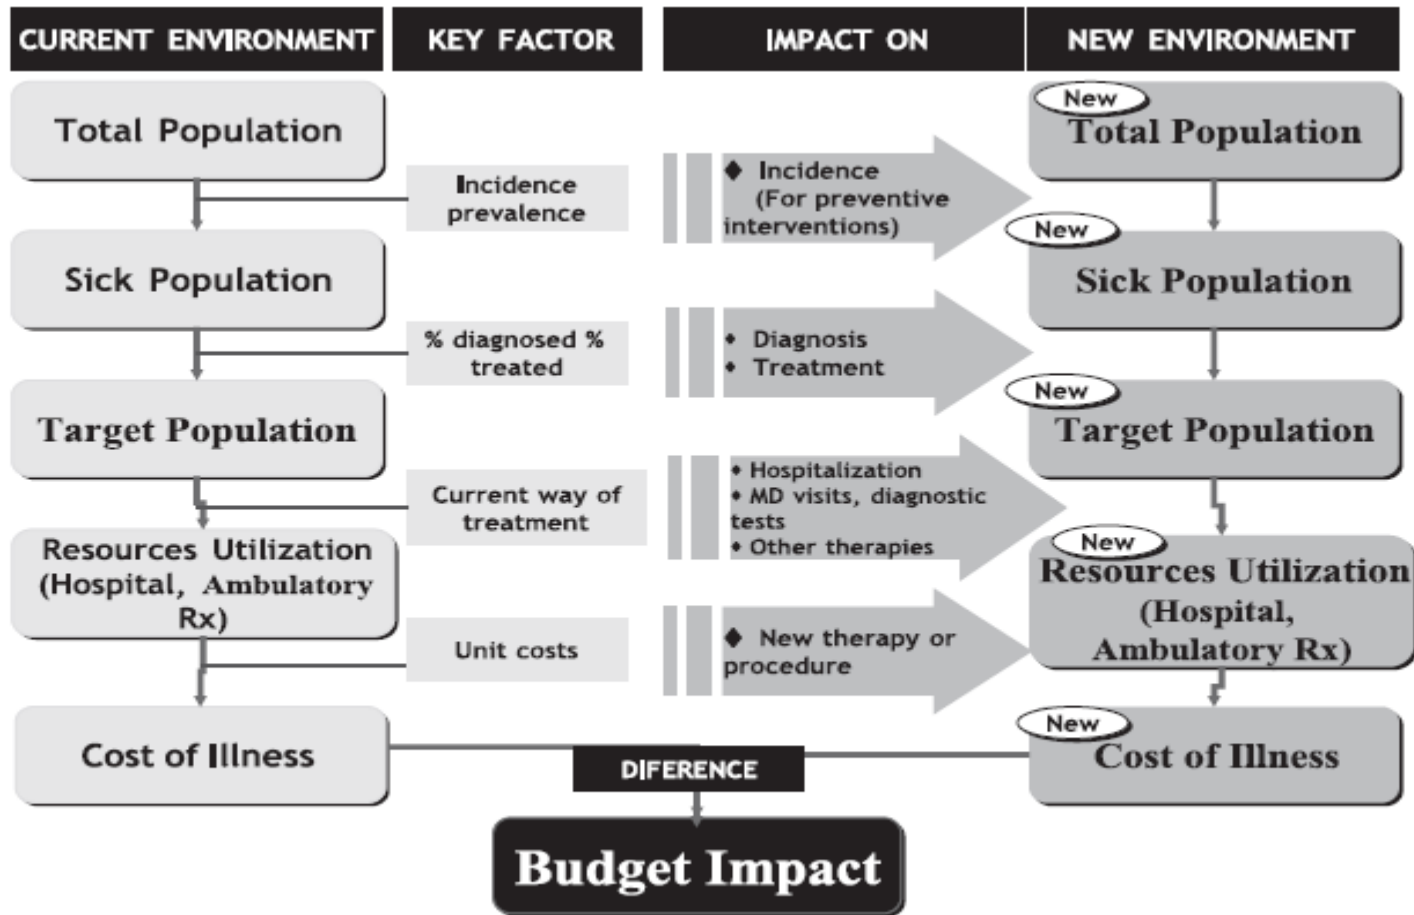 CURRENT ENVIRONMENT
KEY FACTOR
IMPACT ON
NEW ENVIRONMENT
Total Population
Incidence
prevalence
◆ Incidence
(For preventive
interventions)
New
Total Population
Sick Population
% diagnosed %
treated
• Diagnosis
• Treatment
New
Sick Population
Target Population
Current way of
treatment
• Hospitalization
• MD visits, diagnostic
tests
• Other therapies
New
Target Population
Resources Utilization
(Hospital, Ambulatory
Rx)
Unit costs
◆ New therapy or
procedure
New
Resources Utilization
(Hospital,
Ambulatory Rx)
Cost of Illness
New
Cost of Illness
DIFERENCE
Budget Impact